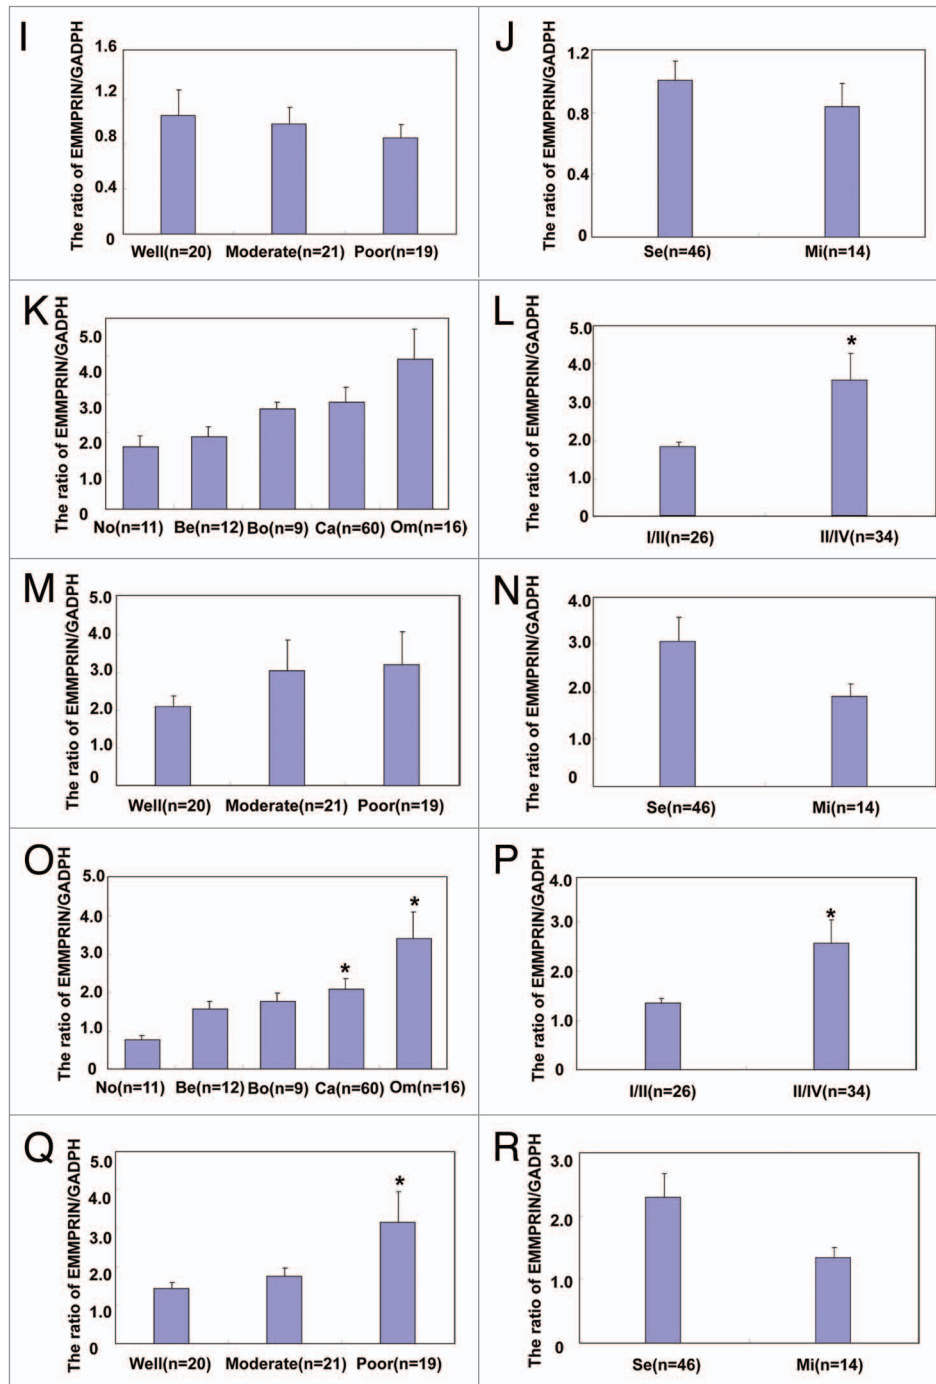 I
The ratio of EMMPRIN/GADPH
1.6
1.2
0.8
0.4
0
Well(n=20) Moderate(n=21) Poor(n=19)
J
The ratio of EMMPRIN/GADPH
1.2
0.8
0.4
0
Se(n=46) Mi(n=14)
K
The ratio of EMMPRIN/GADPH
5.0
4.0
3.0
2.0
1.0
0
No(n=11) Be(n=12) Bo(n=9) Ca(n=60) Om(n=16)
L
The ratio of EMMPRIN/GADPH
5.0
4.0
3.0
2.0
1.0
0
*
I/II(n=26) II/IV(n=34)
M
The ratio of EMMPRIN/GADPH
5.0
4.0
3.0
2.0
1.0
0
Well(n=20) Moderate(n=21) Poor(n=19)
N
The ratio of EMMPRIN/GADPH
4.0
3.0
2.0
1.0
0
Se(n=46) Mi(n=14)
O
The ratio of EMMPRIN/GADPH
5.0
4.0
3.0
2.0
1.0
0
* *
No(n=11) Be(n=12) Bo(n=9) Ca(n=60) Om(n=16)
P
The ratio of EMMPRIN/GADPH
4.0
3.0
2.0
1.0
0
*
I/II(n=26) II/IV(n=34)
Q
The ratio of EMMPRIN/GADPH
5.0
4.0
3.0
2.0
1.0
0
*
Well(n=20) Moderate(n=21) Poor(n=19)
R
The ratio of EMMPRIN/GADPH
3.0
2.0
1.0
0
Se(n=46) Mi(n=14)